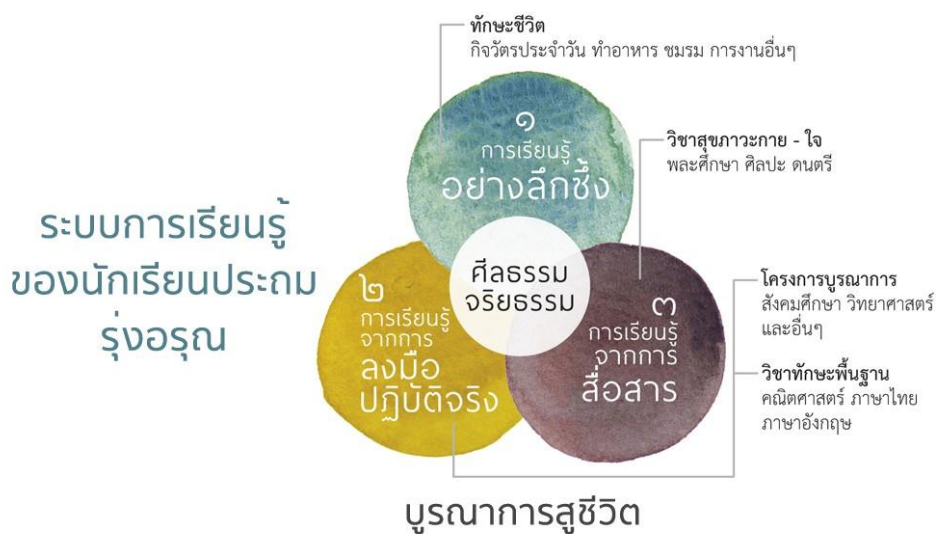 ทักษะชีวิต
กิจวัตรประจำวัน ทำอาหาร ชมรม การงานอื่นๆ
๑
การเรียนรู้
อย่างลึกซึ้ง
วิชาสุขภาวะกาย - ใจ
พละศึกษา ศิลปะ ดนตรี
ระบบการเรียนรู้
ของนักเรียนประถม
รุ่งอรุณ
ศีลธรรม
จริยธรรม
๒
การเรียนรู้
จากการ
ลงมือ
ปฏิบัติจริง
๓
การเรียนรู้
จากการ
สื่อสาร
โครงการบูรณาการ
สังคมศึกษา วิทยาศาสตร์
และอื่นๆ
วิชาทักษะพื้นฐาน
คณิตศาสตร์ ภาษาไทย
ภาษาอังกฤษ
บูรณาการสู่ชีวิต